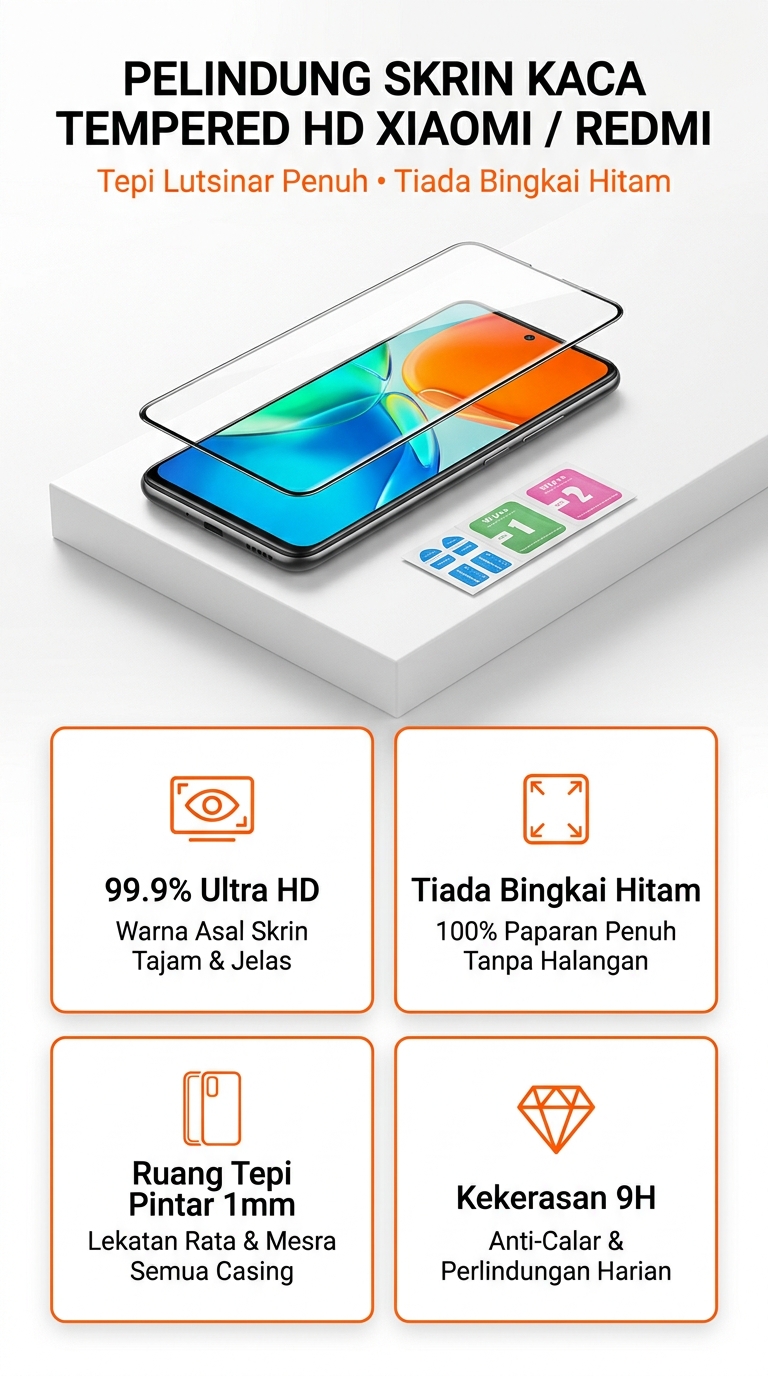 PELINDUNG SKRIN KACA
TEMPERED HD XIAOMI / REDMI
Tepi Lutsinar Penuh • Tiada Bingkai Hitam
1
2
99.9% Ultra HD
Warna Asal Skrin
Tajam & Jelas
Tiada Bingkai Hitam
100% Paparan Penuh
Tanpa Halangan
Ruang Tepi
Pintar 1mm
Lekatan Rata & Mesra
Semua Casing
Kekerasan 9H
Anti-Calar &
Perlindungan Harian